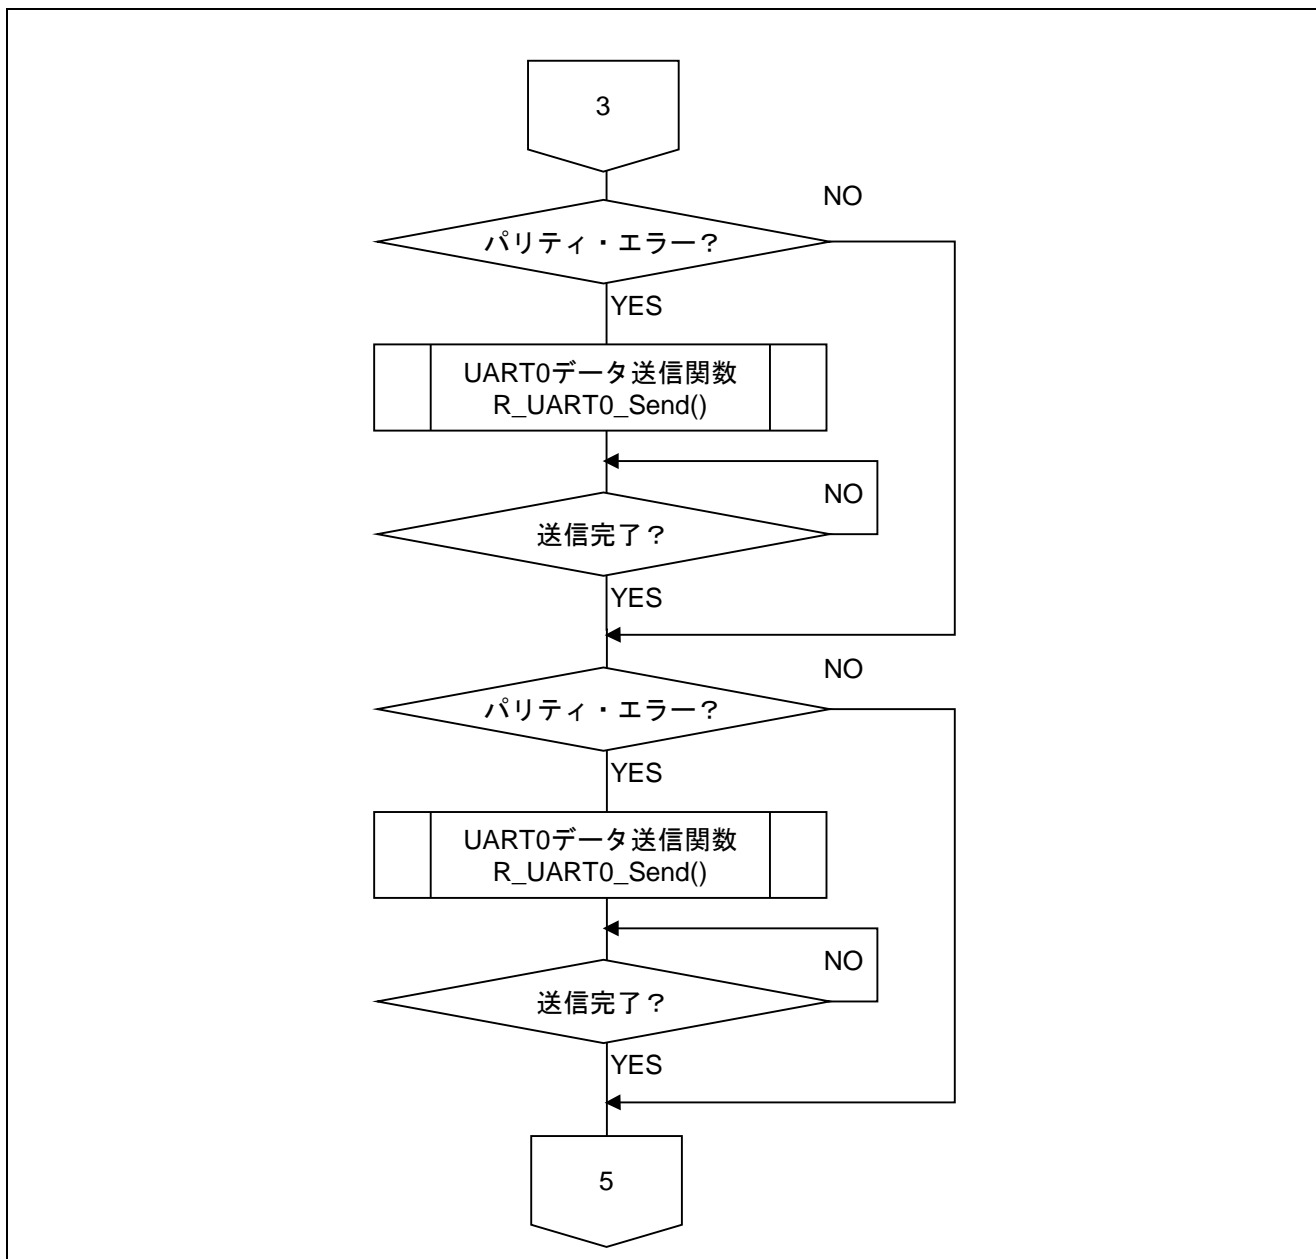 3
NO
パリティ・エラー？
YES
UART0データ送信関数
R_UART0_Send()
NO
送信完了？
YES
NO
パリティ・エラー？
YES
UART0データ送信関数
R_UART0_Send()
NO
送信完了？
YES
5